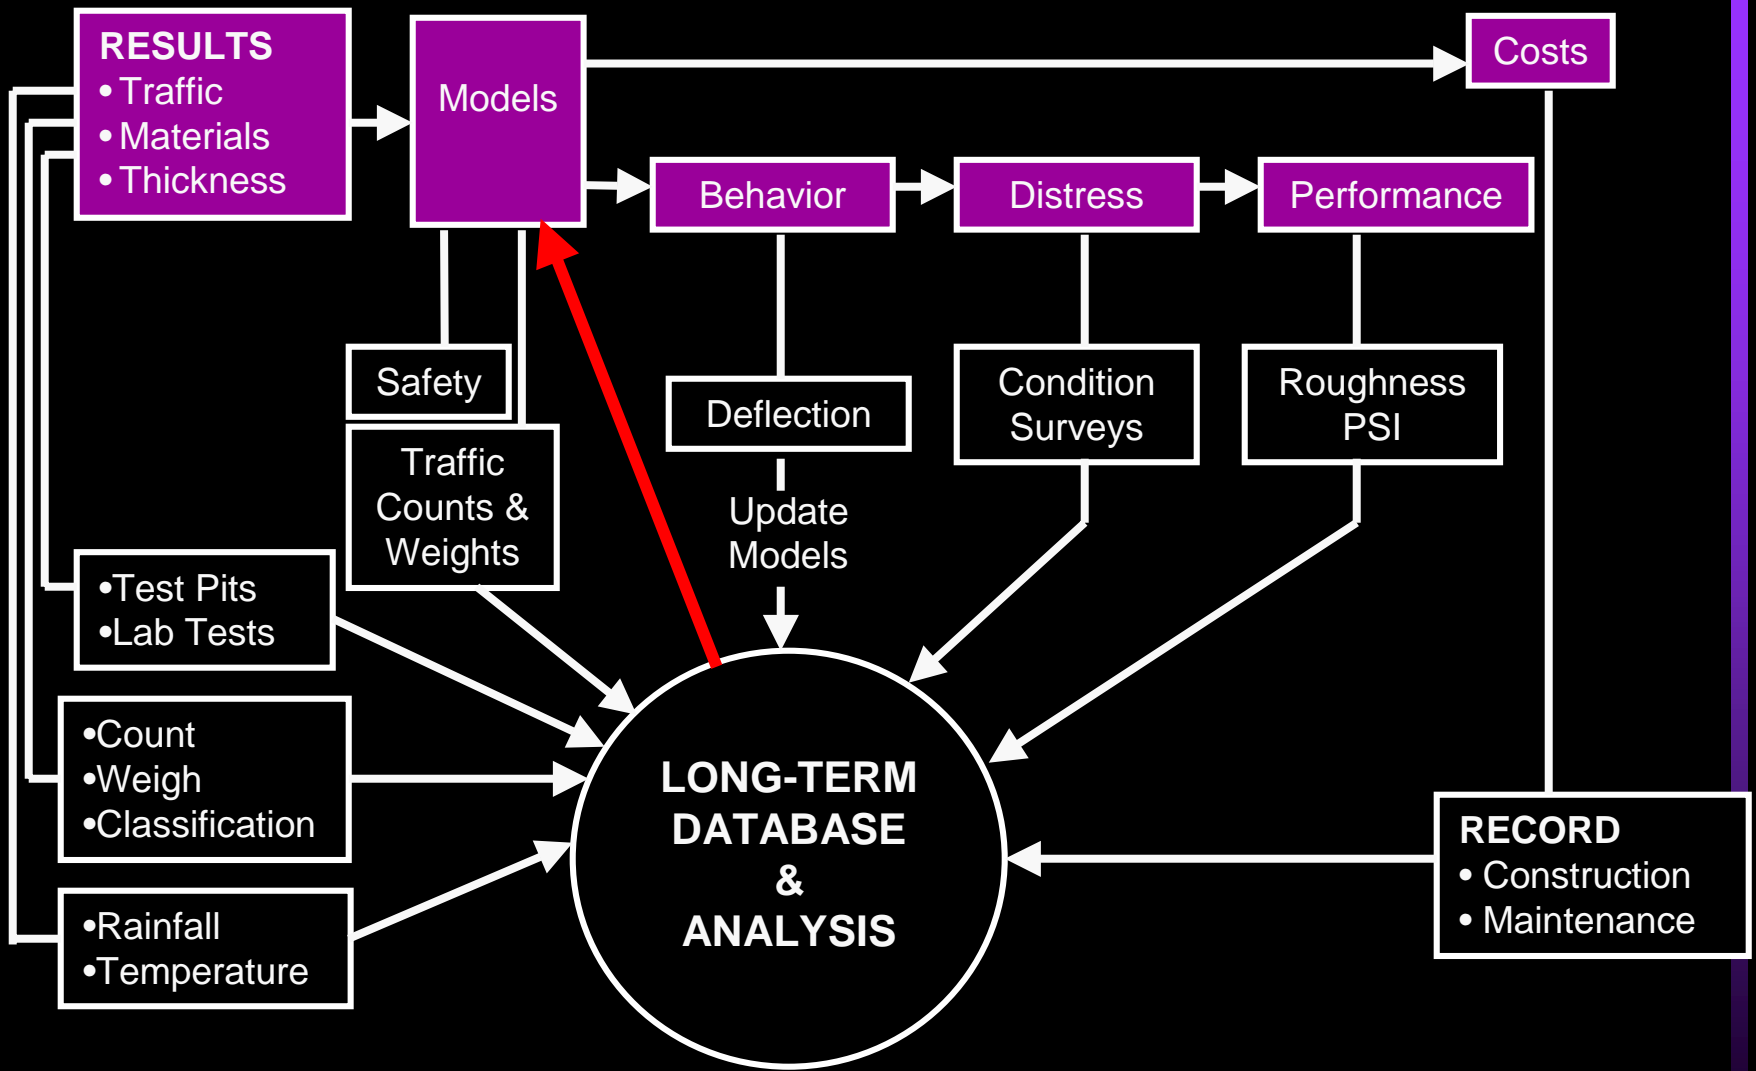 RESULTS
• Traffic
• Materials
• Thickness
Models
Costs
Behavior
Distress
Performance
Safety
Deflection
Condition
Surveys
Roughness
PSI
Traffic
Counts &
Weights
Update
Models
•Test Pits
•Lab Tests
•Count
•Weigh
•Classification
•Rainfall
•Temperature
LONG-TERM
DATABASE
&
ANALYSIS
RECORD
• Construction
• Maintenance